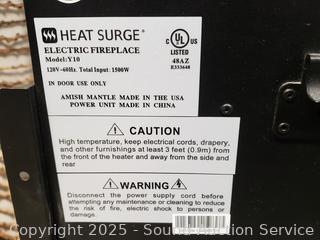 HEAT SURGE®
ELECTRIC FIREPLACE
Model:Y10
120V~60Hz. Total Input: 1500W
IN DOOR USE ONLY
AMISH MANTLE MADE IN THE USA
POWER UNIT MADE IN CHINA
C UL US
LISTED
48AZ
E333648
CAUTION
High temperature, keep electrical cords, drapery,
and other furnishings at least 3 feet (0.9m) from
the front of the heater and away from the side and
rear
WARNING
Disconnect the power supply cord before
attempting any maintenance or cleaning to reduce
the risk of fire, electric shock to persons or
damage.
Copyright 2025 - Sound Auction Service